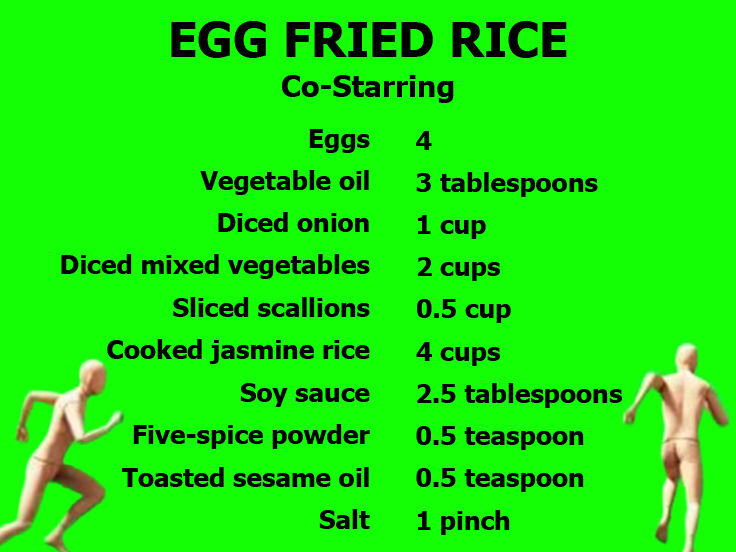 EGG FRIED RICE
Co-Starring
Eggs 4
Vegetable oil 3 tablespoons
Diced onion 1 cup
Diced mixed vegetables 2 cups
Sliced scallions 0.5 cup
Cooked jasmine rice 4 cups
Soy sauce 2.5 tablespoons
Five-spice powder 0.5 teaspoon
Toasted sesame oil 0.5 teaspoon
Salt 1 pinch